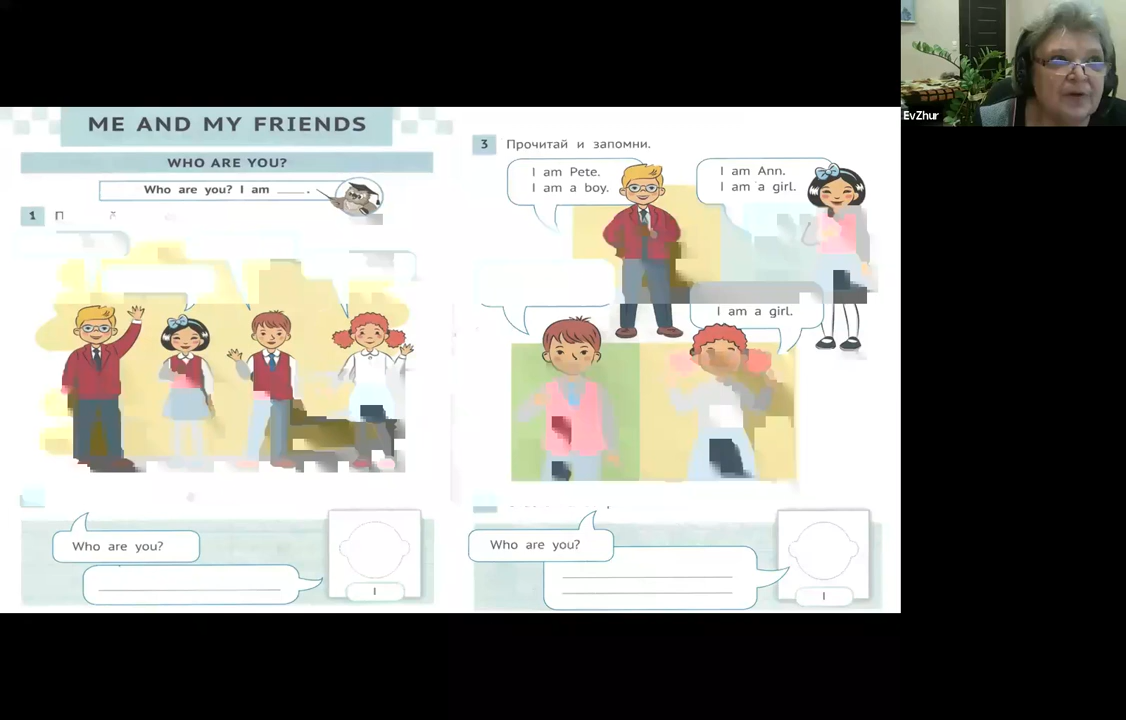 ME AND MY FRIENDS
WHO ARE YOU?
Who are you? I am ____.
1
Who are you?
I
3 Прочитай и запомни.
I am Pete.
I am a boy.
I am Ann.
I am a girl.
I am a girl.
Who are you?
I
EvZhur